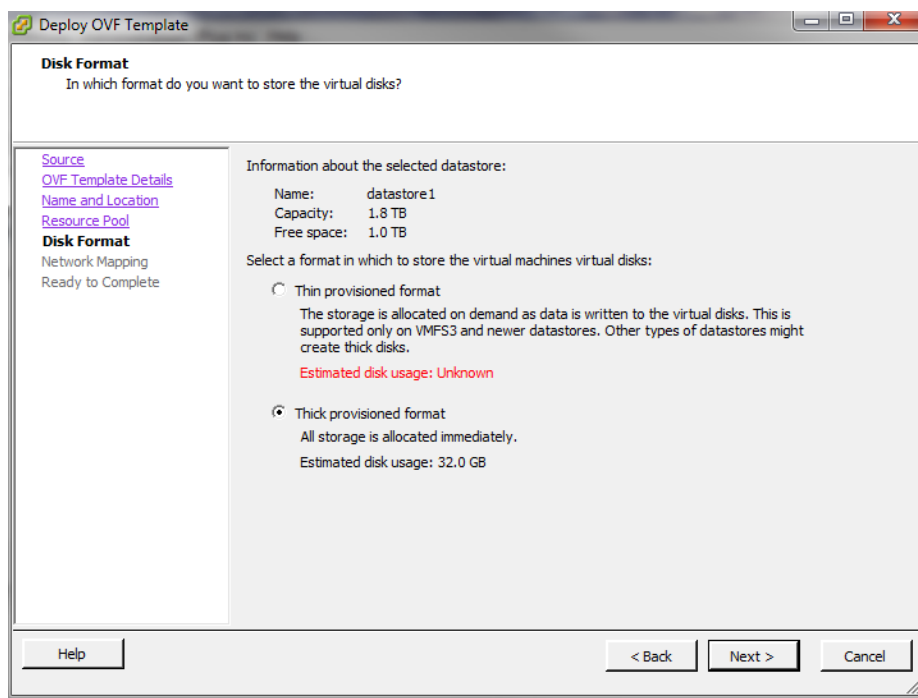 Deploy OVF Template
Disk Format
In which format do you want to store the virtual disks?
Source
OVF Template Details
Name and Location
Resource Pool
Disk Format
Network Mapping
Ready to Complete
Information about the selected datastore:
Name: datastore1
Capacity: 1.8 TB
Free space: 1.0 TB
Select a format in which to store the virtual machines virtual disks:
Thin provisioned format
The storage is allocated on demand as data is written to the virtual disks. This is
supported only on VMFS3 and newer datastores. Other types of datastores might
create thick disks.
Estimated disk usage: Unknown
Thick provisioned format
All storage is allocated immediately.
Estimated disk usage: 32.0 GB
Help
< Back
Next >
Cancel